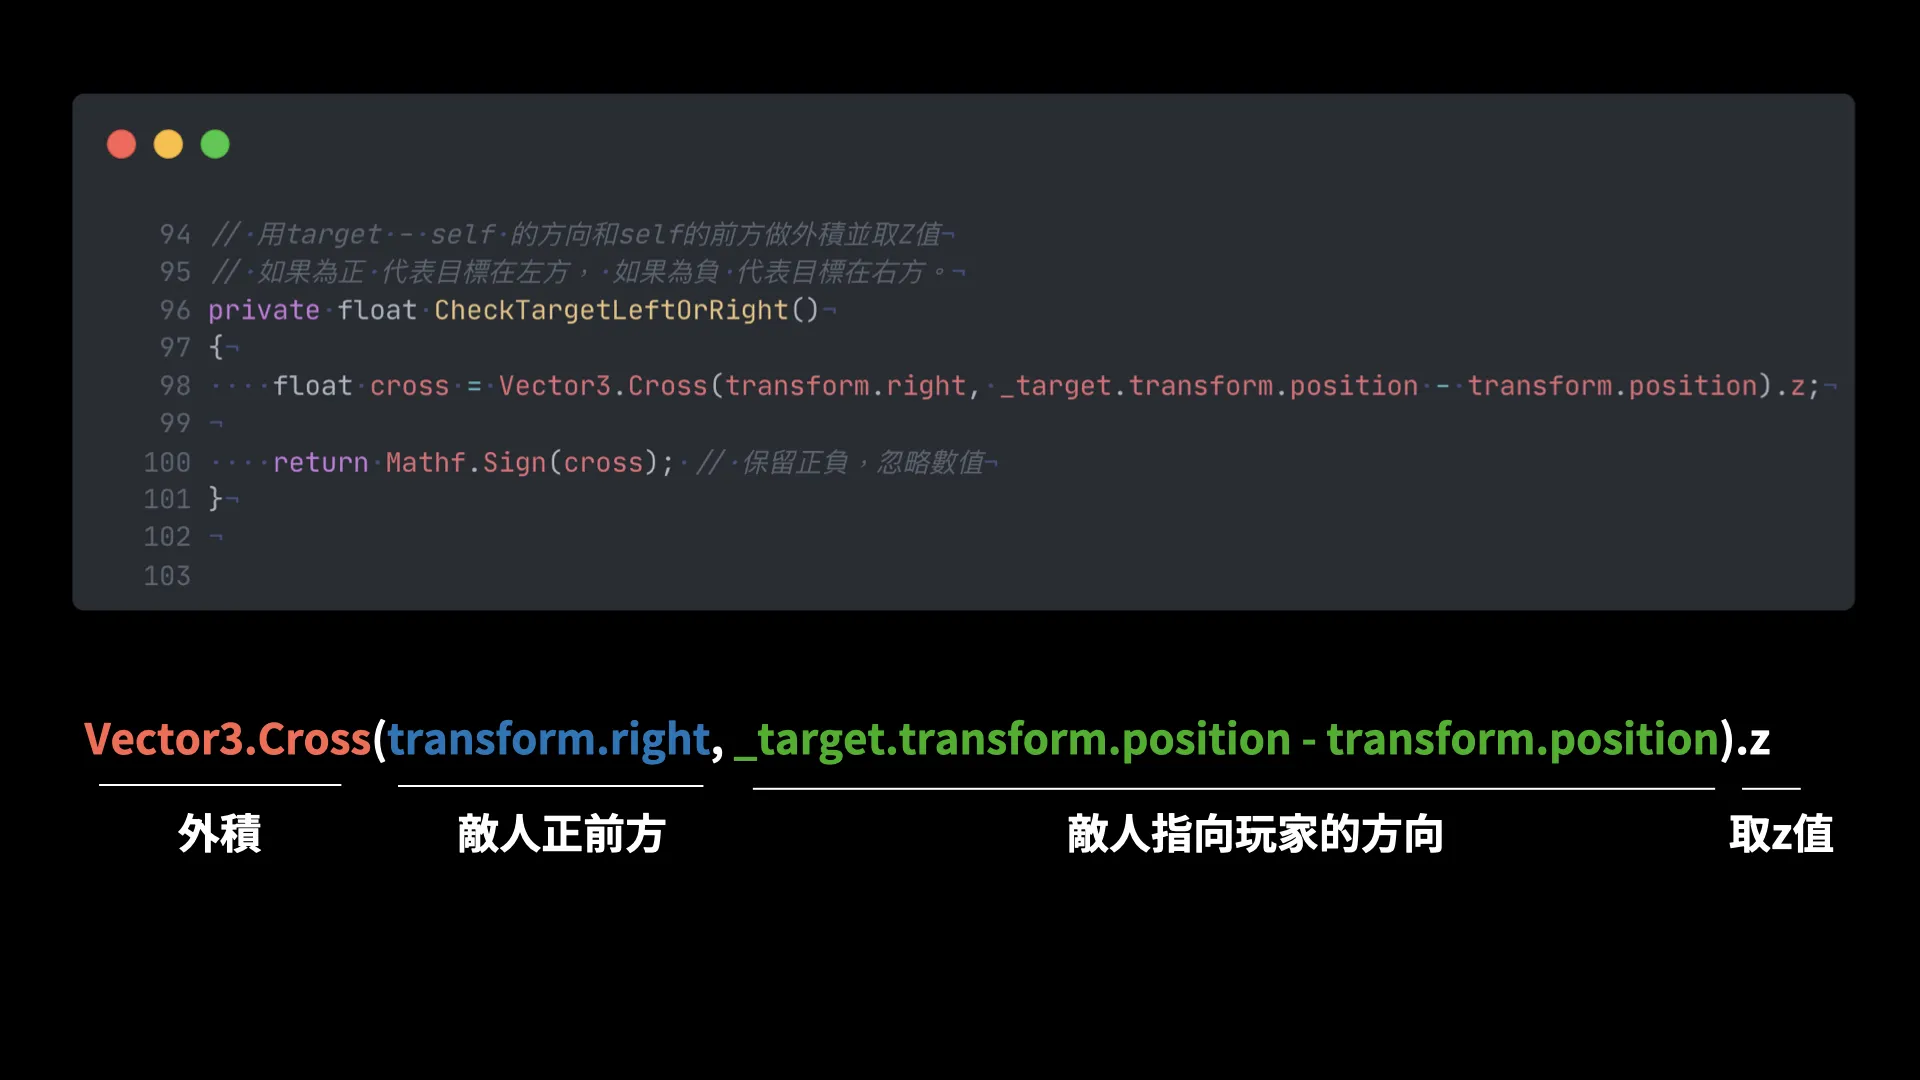 94 // 用target - self 的方向和self的前方做外積並取Z值
95 // 如果為正 代表目標在左方， 如果為負 代表目標在右方。
96 private float CheckTargetLeftOrRight()
97 {
98     float cross = Vector3.Cross(transform.right, _target.transform.position - transform.position).z;
99
100     return Mathf.Sign(cross); // 保留正負，忽略數值
101 }
102
103
Vector3.Cross(transform.right, _target.transform.position - transform.position).z
外積 敵人正前方 敵人指向玩家的方向 取z值